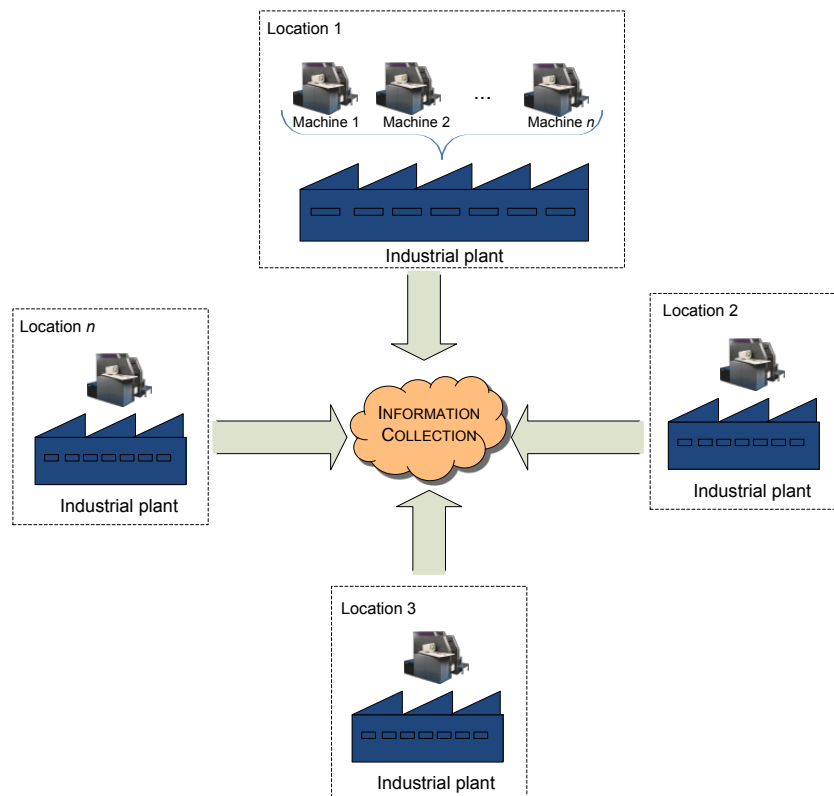 Location 1
...
Machine 1 Machine 2 Machine n
Industrial plant
Location n
Industrial plant
INFORMATION
COLLECTION
Location 2
Industrial plant
Location 3
Industrial plant